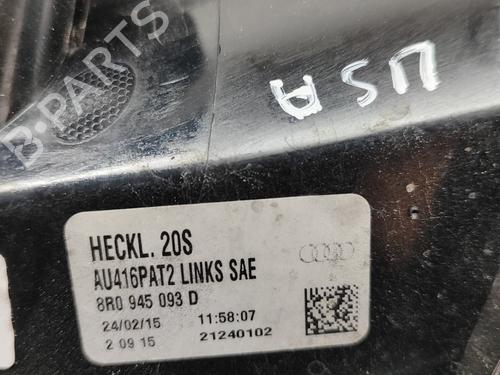 B-PARTS
USA
HECKL. 20S
AU416PAT2 LINKS SAE
8R0 945 093 D
24/02/15 11:58:07
2 09 15 21240102